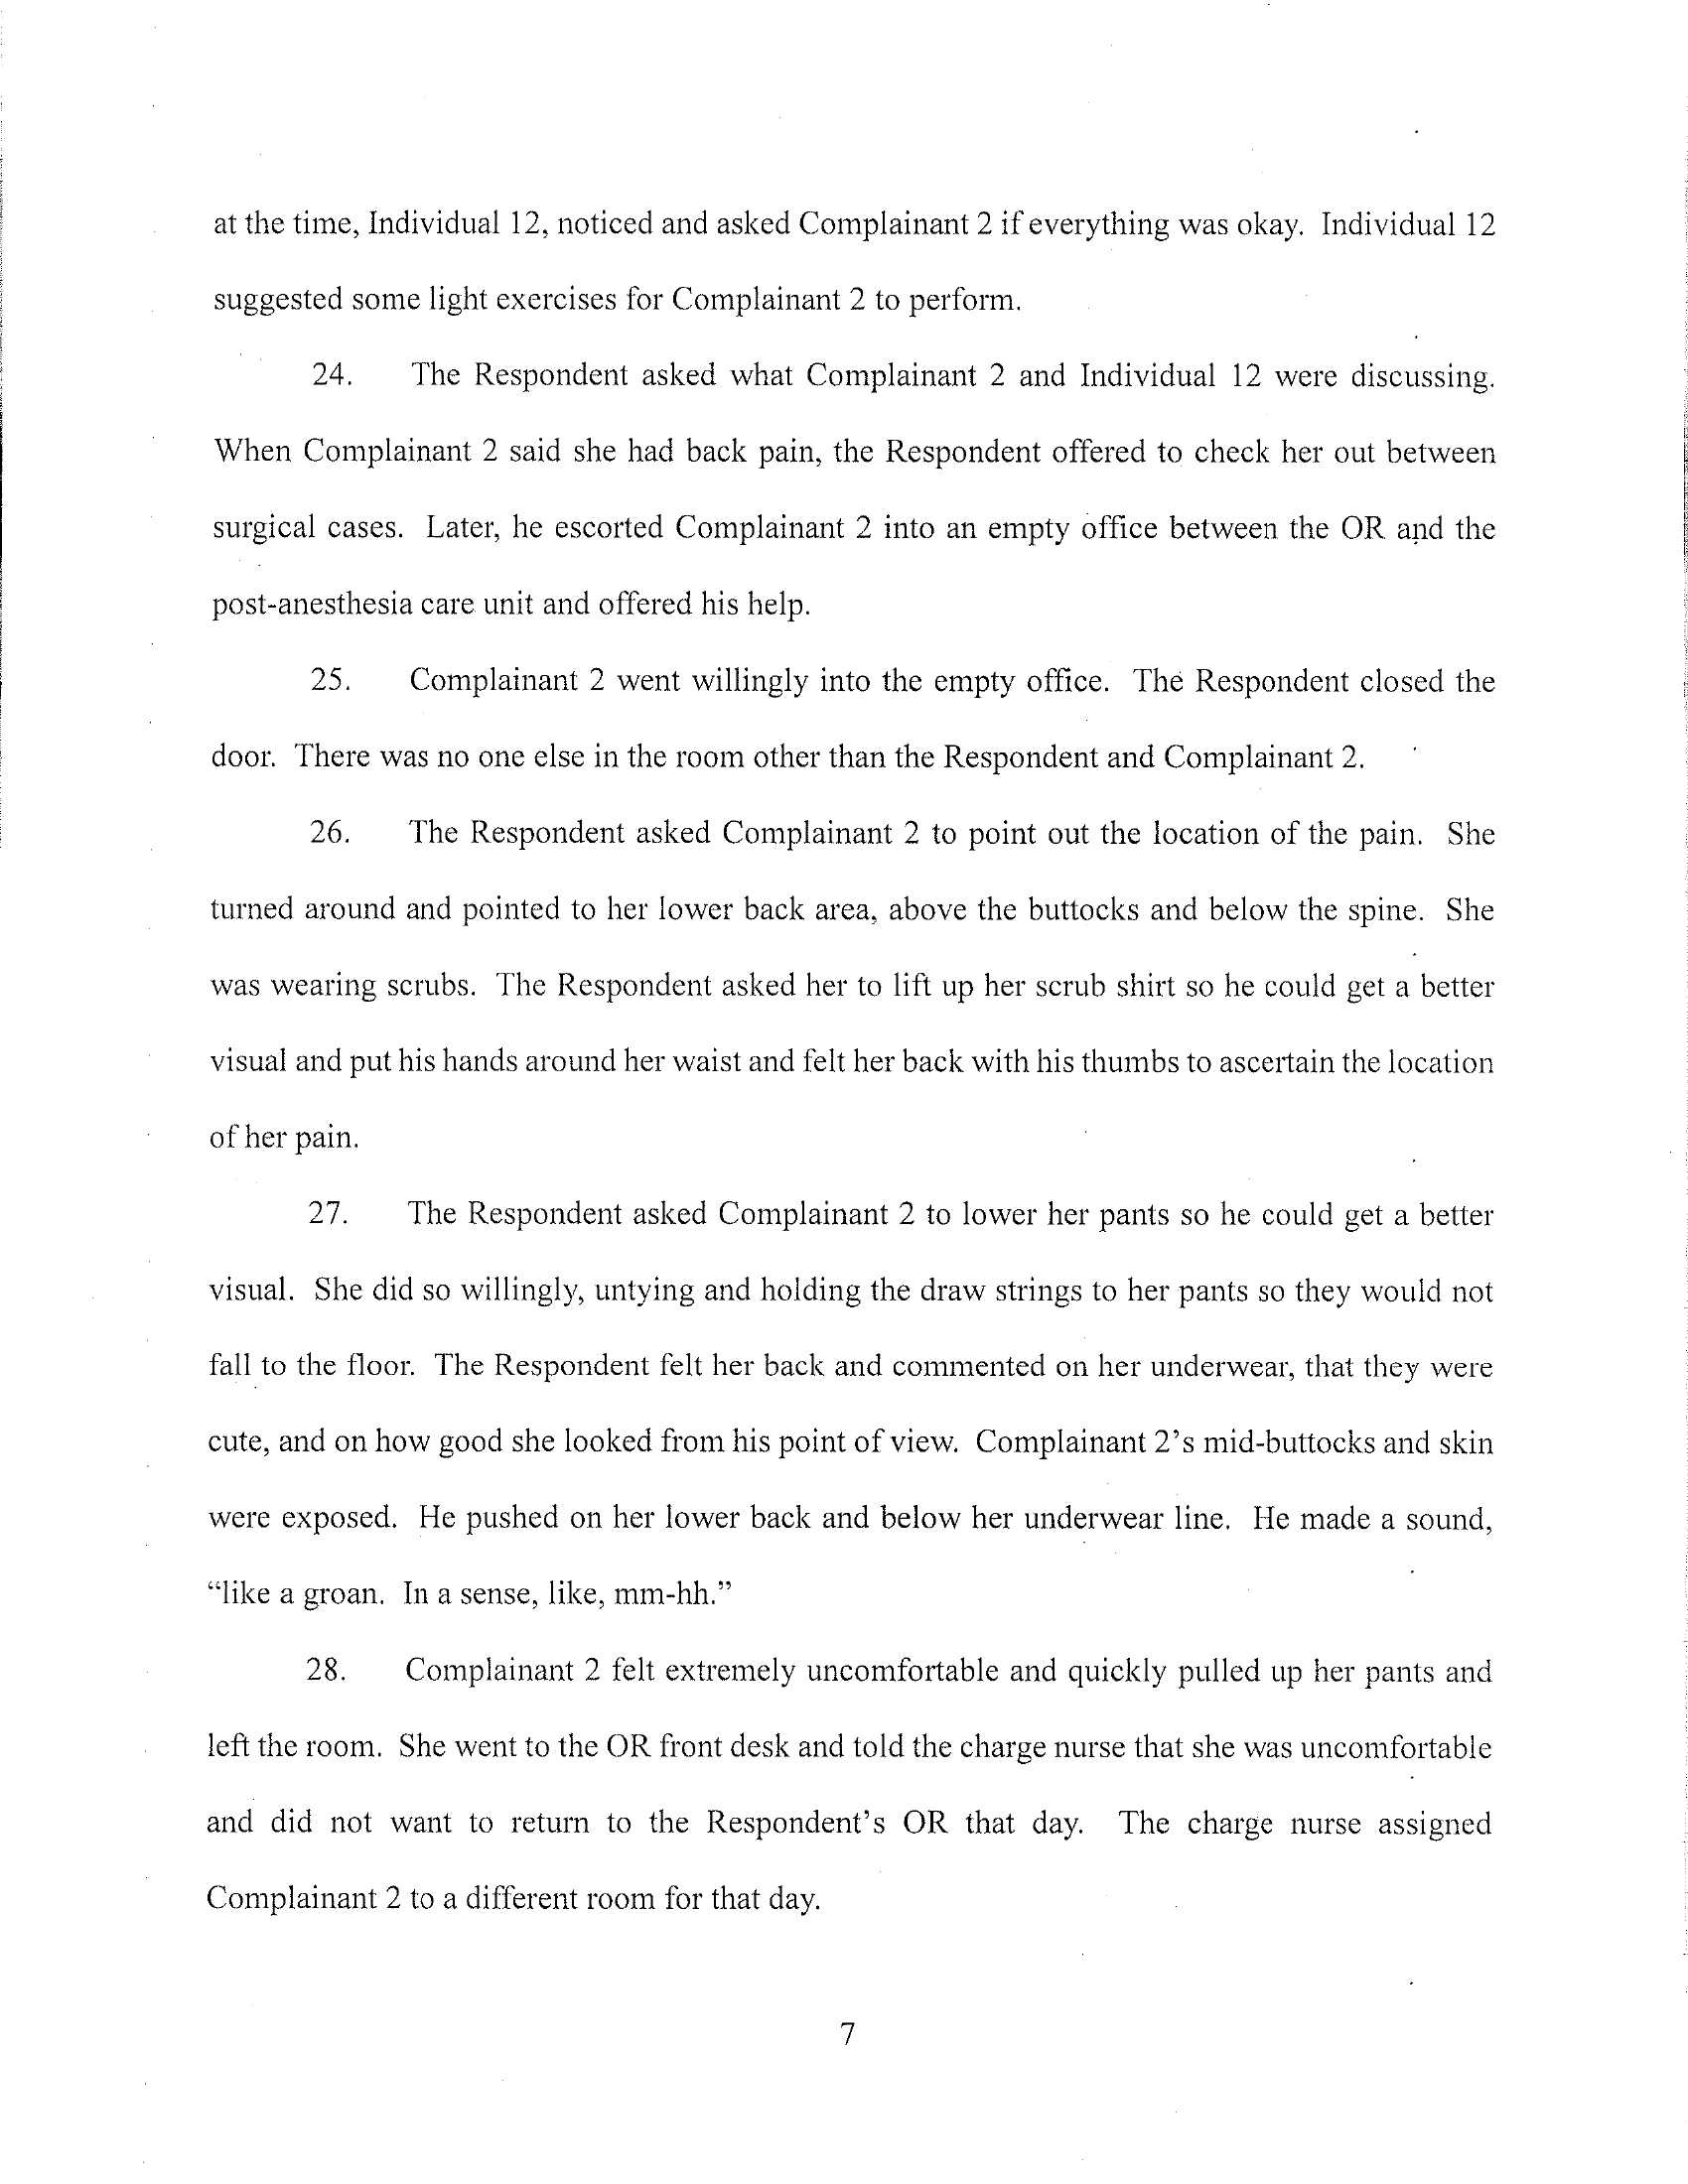 at the time, Individual 12, noticed and asked Complainant 2 if everything was okay. Individual 12
suggested some light exercises for Complainant 2 to perform.
24. The Respondent asked what Complainant 2 and Individual 12 were discussing.
When Complainant 2 said she had back pain, the Respondent offered to check her out between
surgical cases. Later, he escorted Complainant 2 into an empty office between the OR and the
post-anesthesia care unit and offered his help.
25. Complainant 2 went willingly into the empty office. The Respondent closed the
door. There was no one else in the room other than the Respondent and Complainant 2.
26. The Respondent asked Complainant 2 to point out the location of the pain. She
turned around and pointed to her lower back area, above the buttocks and below the spine. She
was wearing scrubs. The Respondent asked her to lift up her scrub shirt so he could get a better
visual and put his hands around her waist and felt her back with his thumbs to ascertain the location
of her pain.
27. The Respondent asked Complainant 2 to lower her pants so he could get a better
visual. She did so willingly, untying and holding the draw strings to her pants so they would not
fall to the floor. The Respondent felt her back and commented on her underwear, that they were
cute, and on how good she looked from his point of view. Complainant 2's mid-buttocks and skin
were exposed. He pushed on her lower back and below her underwear line. He made a sound,
“like a groan. In a sense, like, mm-hh.”
28. Complainant 2 felt extremely uncomfortable and quickly pulled up her pants and
left the room. She went to the OR front desk and told the charge nurse that she was uncomfortable
and did not want to return to the Respondent's OR that day. The charge nurse assigned
Complainant 2 to a different room for that day.
7